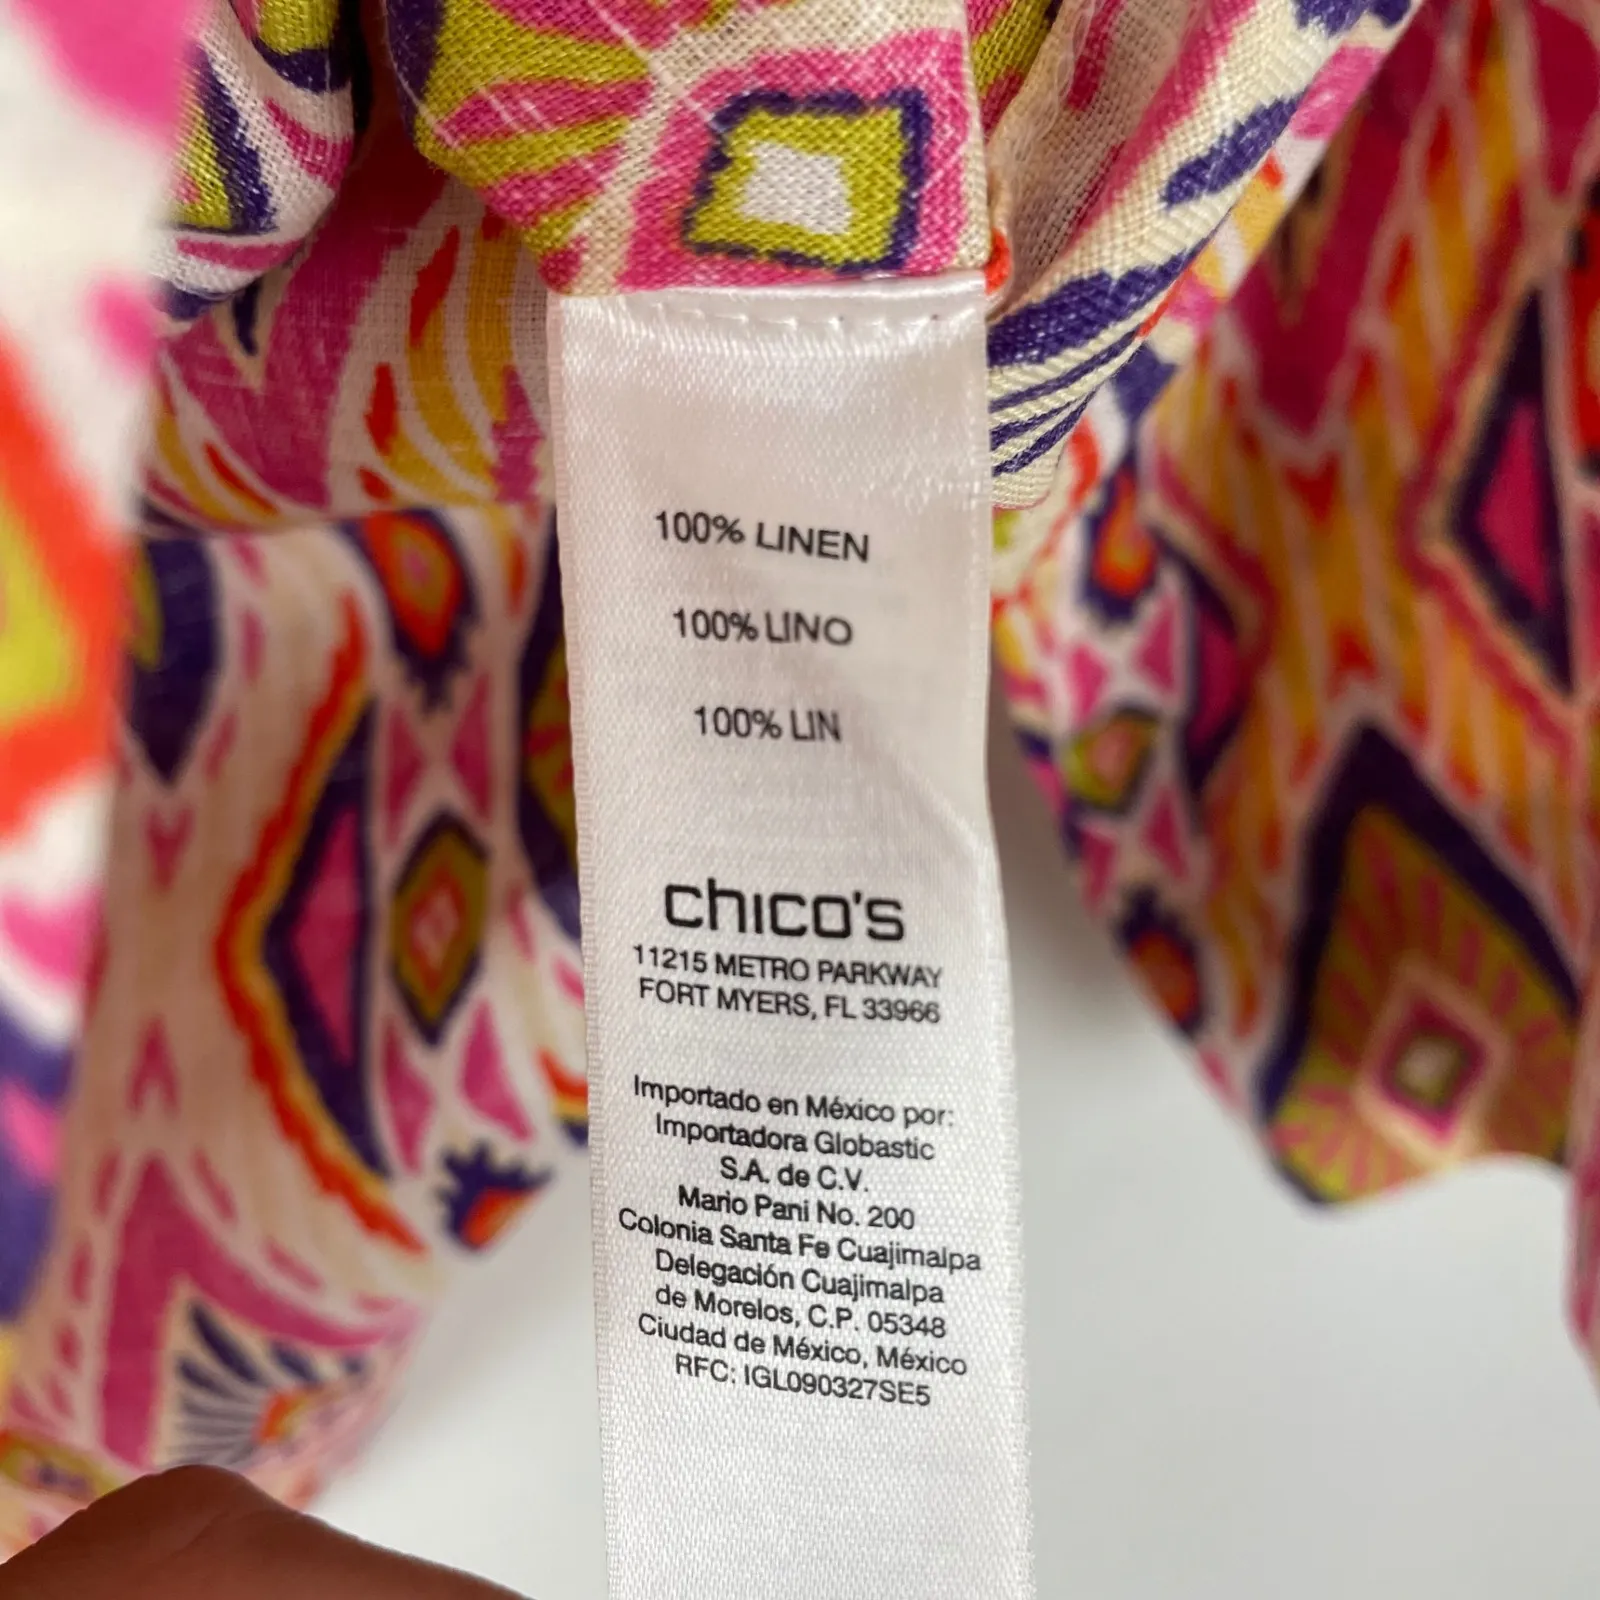 100% LINEN
100% LINO
100% LIN
chico's
11215 METRO PARKWAY
FORT MYERS, FL 33966
Importado en México por:
Importadora Globastic
S.A. de C.V.
Mario Pani No. 200
Colonia Santa Fe Cuajimalpa
Delegación Cuajimalpa
de Morelos, C.P. 05348
Ciudad de México, México
RFC: IGL090327SE5